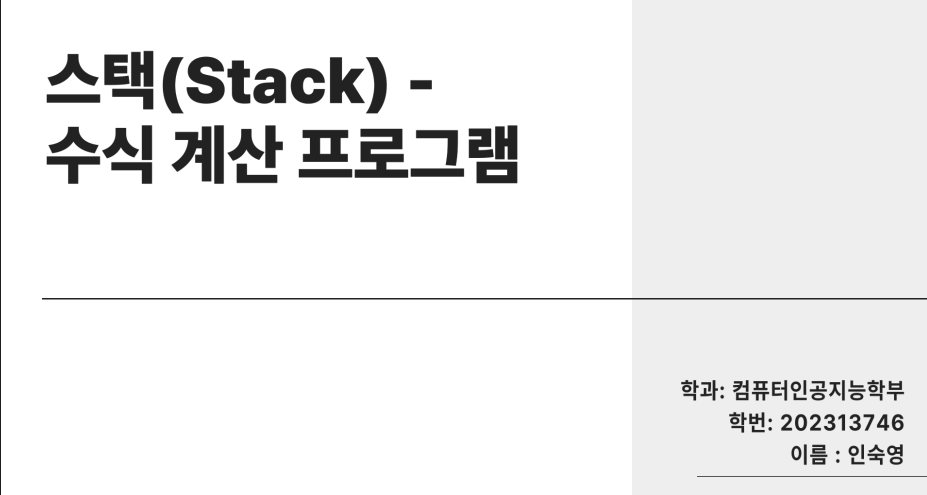 스택(Stack) -
수식 계산 프로그램
학과: 컴퓨터인공지능학부
학번: 202313746
이름 : 인숙영